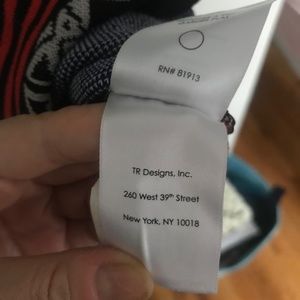 RN# 81913
TR Designs, Inc.
260 West 39th Street
New York, NY 10018